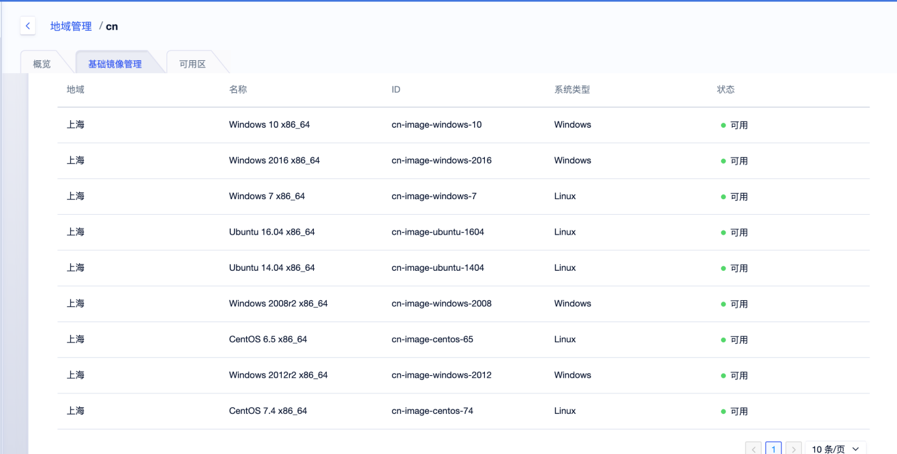 地域管理 / cn
概览 基础镜像管理 可用区
地域 名称 ID 系统类型 状态
上海 Windows 10 x86_64 cn-image-windows-10 Windows 可用
上海 Windows 2016 x86_64 cn-image-windows-2016 Windows 可用
上海 Windows 7 x86_64 cn-image-windows-7 Linux 可用
上海 Ubuntu 16.04 x86_64 cn-image-ubuntu-1604 Linux 可用
上海 Ubuntu 14.04 x86_64 cn-image-ubuntu-1404 Linux 可用
上海 Windows 2008r2 x86_64 cn-image-windows-2008 Windows 可用
上海 CentOS 6.5 x86_64 cn-image-centos-65 Linux 可用
上海 Windows 2012r2 x86_64 cn-image-windows-2012 Windows 可用
上海 CentOS 7.4 x86_64 cn-image-centos-74 Linux 可用
1 10 条/页